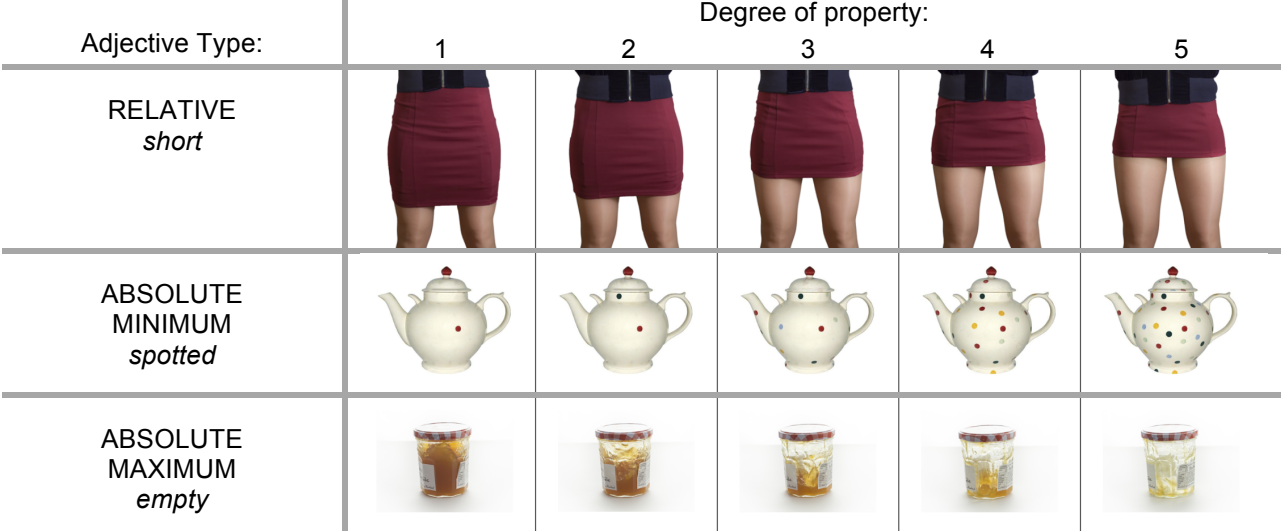 Degree of property:
Adjective Type:
1 2 3 4 5
RELATIVE
short
ABSOLUTE
MINIMUM
spotted
ABSOLUTE
MAXIMUM
empty